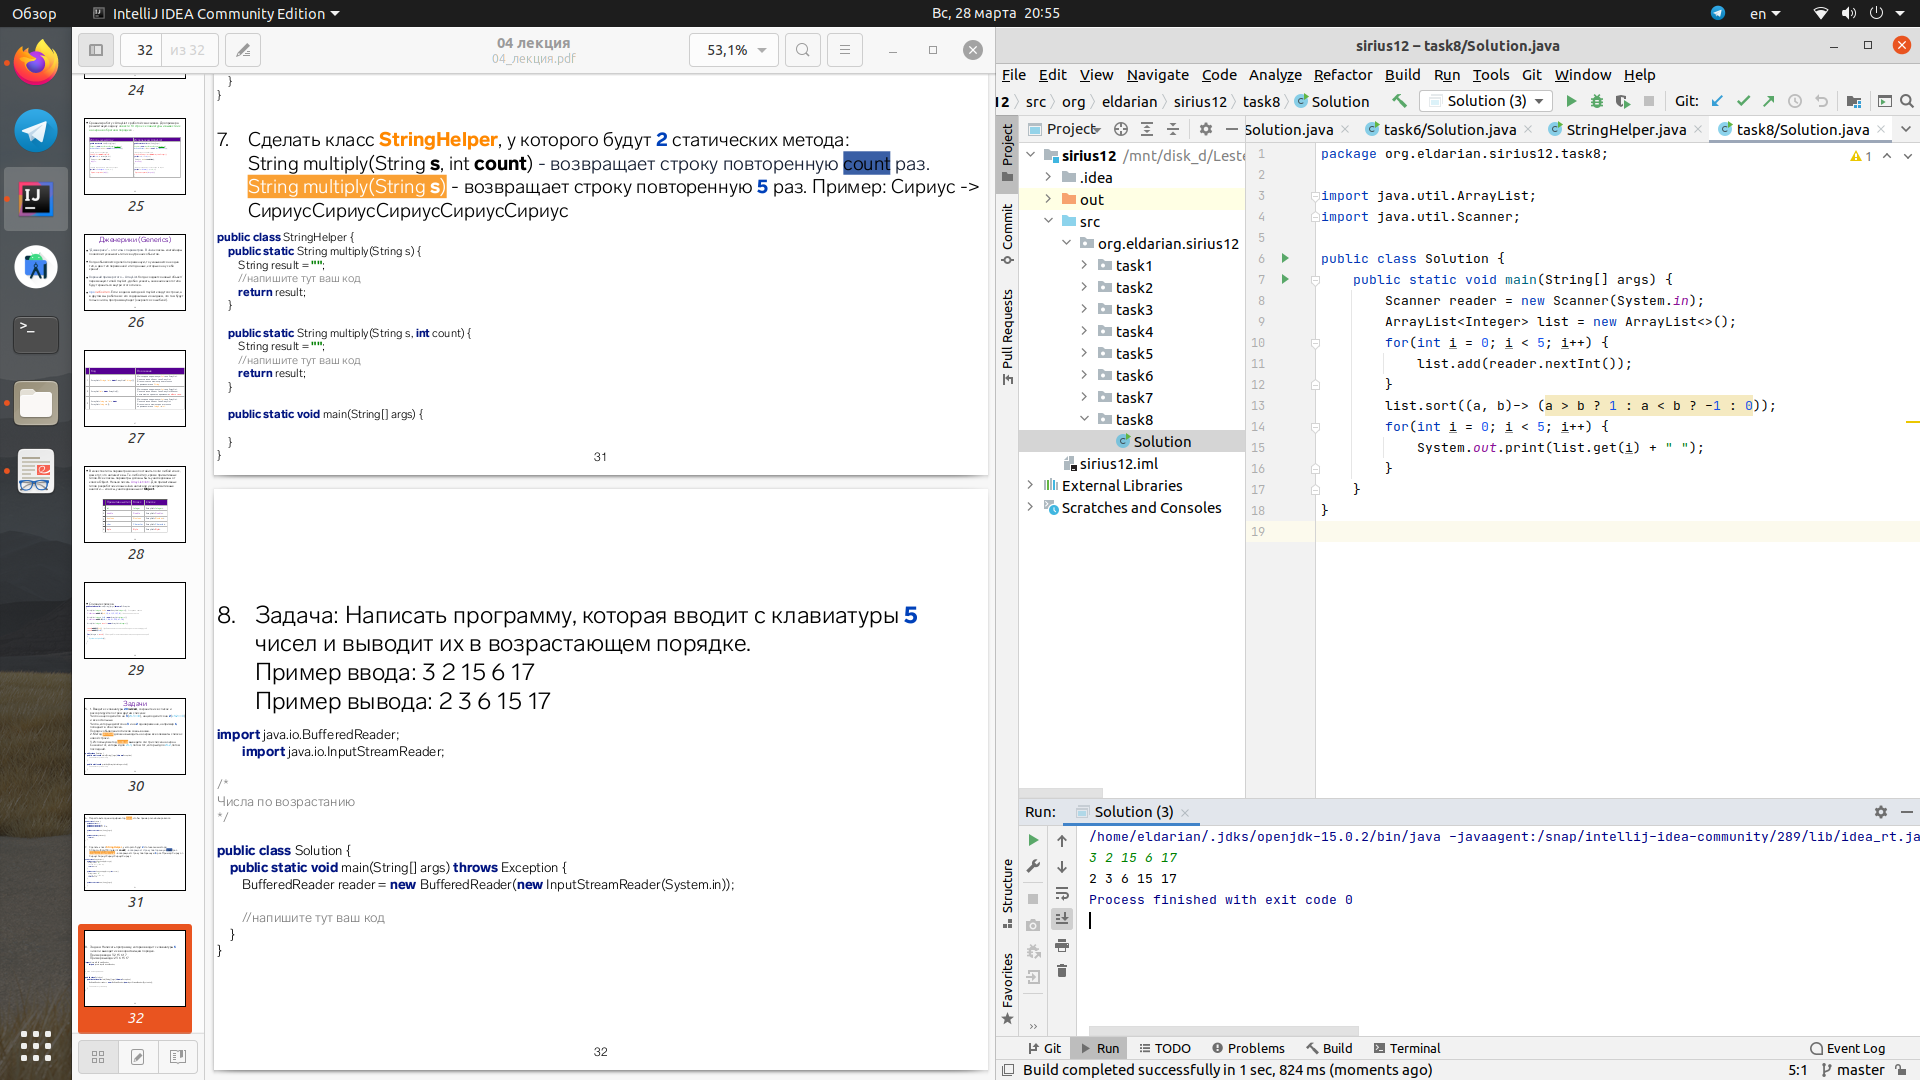 Обзор
IntelliJ IDEA Community Edition
Вс, 28 марта 20:55
en
32 из 32
04 лекция
04_лекция.pdf
53,1%
24
25
Дженерики (Generics)
26
27
28
29
Задачи
30
31
32
}
}
7. Сделать класс StringHelper, у которого будут 2 статических метода:
String multiply(String s, int count) - возвращает строку повторенную count раз.
String multiply(String s) - возвращает строку повторенную 5 раз. Пример: Сириус ->
СириусСириусСириусСириусСириус
public class StringHelper {
public static String multiply(String s) {
String result = "";
//напишите тут ваш код
return result;
}
public static String multiply(String s, int count) {
String result = "";
//напишите тут ваш код
return result;
}
public static void main(String[] args) {
}
}
31
8. Задача: Написать программу, которая вводит с клавиатуры 5
чисел и выводит их в возрастающем порядке.
Пример ввода: 3 2 15 6 17
Пример вывода: 2 3 6 15 17
import java.io.BufferedReader;
import java.io.InputStreamReader;
/*
Числа по возрастанию
*/
public class Solution {
public static void main(String[] args) throws Exception {
BufferedReader reader = new BufferedReader(new InputStreamReader(System.in));
//напишите тут ваш код
}
}
32
sirius12 – task8/Solution.java
File Edit View Navigate Code Analyze Refactor Build Run Tools Git Window Help
12 src org eldarian sirius12 task8 Solution
Solution (3)
Git:
Project
Solution.java task6/Solution.java StringHelper.java task8/Solution.java
Project
Commit
Pull Requests
Structure
Favorites
sirius12 /mnt/disk_d/Leste
.idea
out
src
org.eldarian.sirius12
task1
task2
task3
task4
task5
task6
task7
task8
Solution
sirius12.iml
External Libraries
Scratches and Consoles
1 package org.eldarian.sirius12.task8;
2
3 import java.util.ArrayList;
4 import java.util.Scanner;
5
6 public class Solution {
7 public static void main(String[] args) {
8 Scanner reader = new Scanner(System.in);
9 ArrayList<Integer> list = new ArrayList<>();
10 for(int i = 0; i < 5; i++) {
11 list.add(reader.nextInt());
12 }
13 list.sort((a, b)-> (a > b ? 1 : a < b ? -1 : 0));
14 for(int i = 0; i < 5; i++) {
15 System.out.print(list.get(i) + " ");
16 }
17 }
18 }
19
1
Run: Solution (3)
/home/eldarian/.jdks/openjdk-15.0.2/bin/java -javaagent:/snap/intellij-idea-community/289/lib/idea_rt.ja
3 2 15 6 17
2 3 6 15 17
Process finished with exit code 0
Git Run TODO Problems Build Terminal Event Log
Build completed successfully in 1 sec, 824 ms (moments ago) 5:1 master